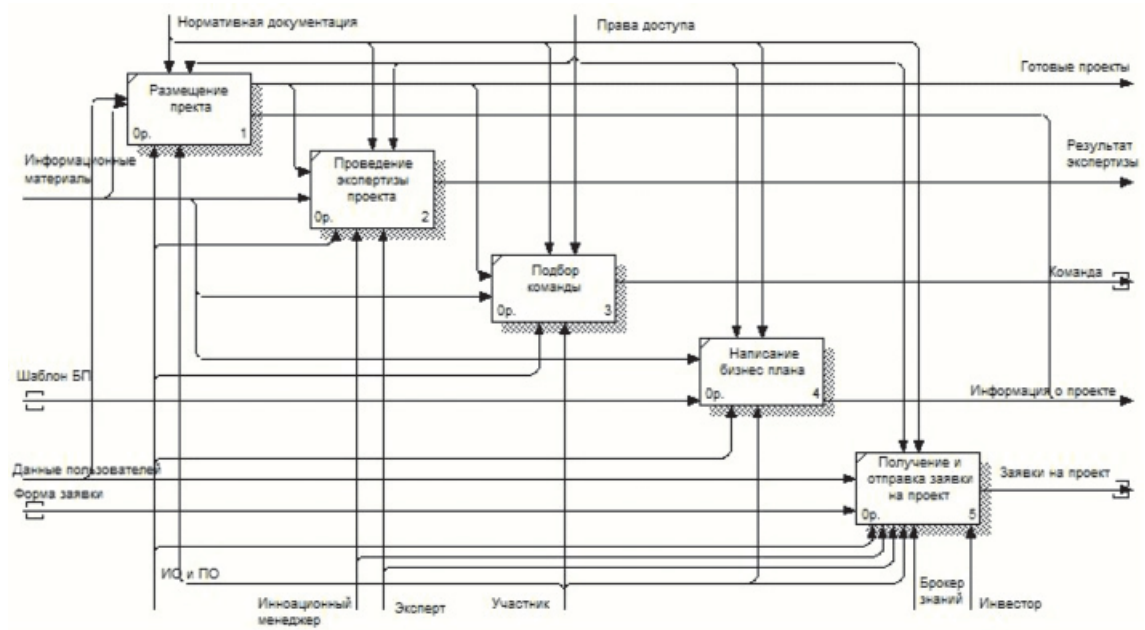 Нормативная документация
Права доступа
Готовые проекты
Размещение
пректа
0р. 1
Результат
экспертизы
Информационные
материалы
Проведение
экспертизы
проекта
0р. 2
Подбор
команды
0р. 3
Команда
Написание
бизнес плана
0р. 4
Шаблон БП
Информация о проекте
Данные пользователей
Форма заявки
Получение и
отправка заявки
на проект
0р. 5
Заявки на проект
ИО и ПО
Инноационный
менеджер
Эксперт
Участник
Брокер
знаний
Инвестор